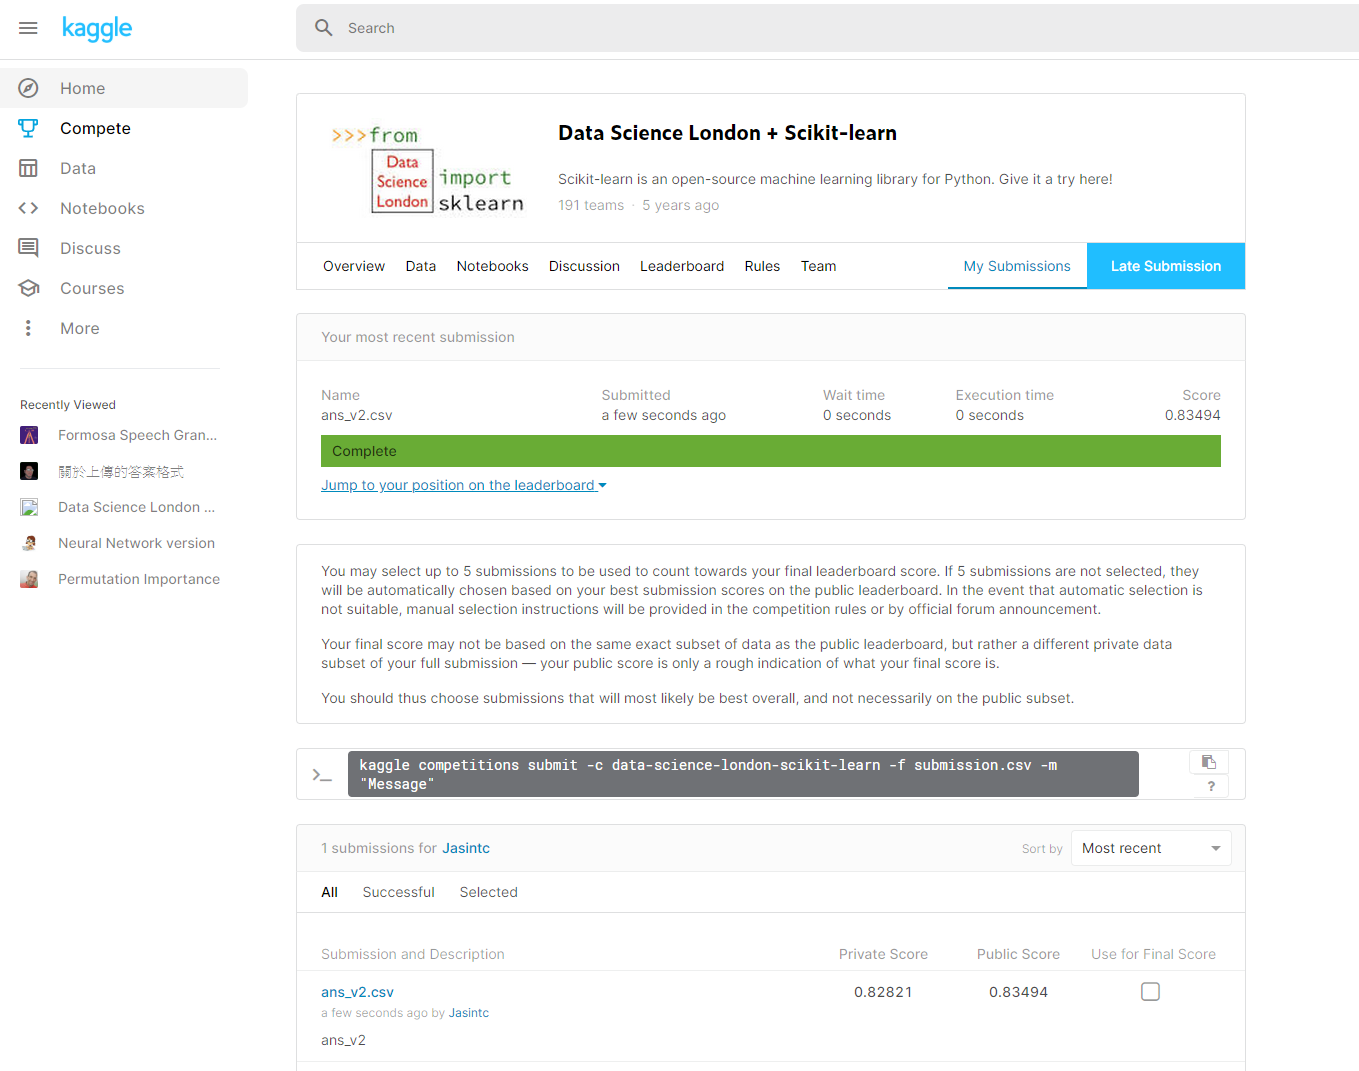 kaggle
Search
Home
Compete
Data
Notebooks
Discuss
Courses
More
Recently Viewed
Formosa Speech Gran...
關於上傳的答案格式
Data Science London ...
Neural Network version
Permutation Importance
>>>from
Data
Science
London
import
sklearn
Data Science London + Scikit-learn
Scikit-learn is an open-source machine learning library for Python. Give it a try here!
191 teams · 5 years ago
Overview Data Notebooks Discussion Leaderboard Rules Team My Submissions Late Submission
Your most recent submission
Name Submitted Wait time Execution time Score
ans_v2.csv a few seconds ago 0 seconds 0 seconds 0.83494
Complete
Jump to your position on the leaderboard
You may select up to 5 submissions to be used to count towards your final leaderboard score. If 5 submissions are not selected, they
will be automatically chosen based on your best submission scores on the public leaderboard. In the event that automatic selection is
not suitable, manual selection instructions will be provided in the competition rules or by official forum announcement.
Your final score may not be based on the same exact subset of data as the public leaderboard, but rather a different private data
subset of your full submission — your public score is only a rough indication of what your final score is.
You should thus choose submissions that will most likely be best overall, and not necessarily on the public subset.
>_ kaggle competitions submit -c data-science-london-scikit-learn -f submission.csv -m
"Message"
?
1 submissions for Jasintc Sort by Most recent
All Successful Selected
Submission and Description Private Score Public Score Use for Final Score
ans_v2.csv 0.82821 0.83494
a few seconds ago by Jasintc
ans_v2